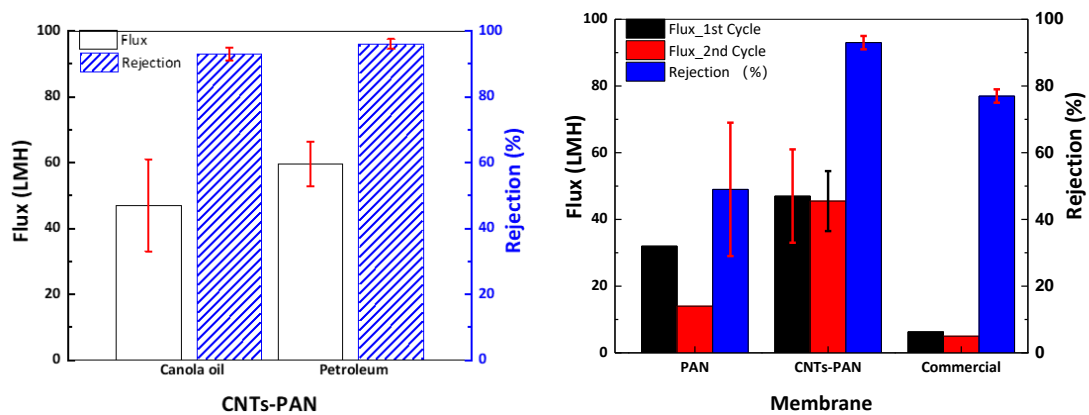 Flux
Rejection
100
80
60
40
20
0
Flux (LMH)
100
80
60
40
20
0
Rejection (%)
Canola oil
Petroleum
CNTs-PAN
Flux_1st Cycle
Flux_2nd Cycle
Rejection (%)
100
80
60
40
20
0
Flux (LMH)
100
80
60
40
20
0
Rejection (%)
PAN
CNTs-PAN
Commercial
Membrane